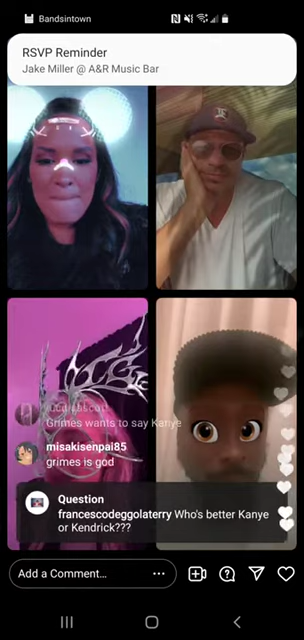 Bandsintown
RSVP Reminder
Jake Miller @ A&R Music Bar
Grimes wants to say Kanye
misakisenpai85
grimes is god
Question
francescodeggolaterry Who's better Kanye
or Kendrick???
Add a Comment...